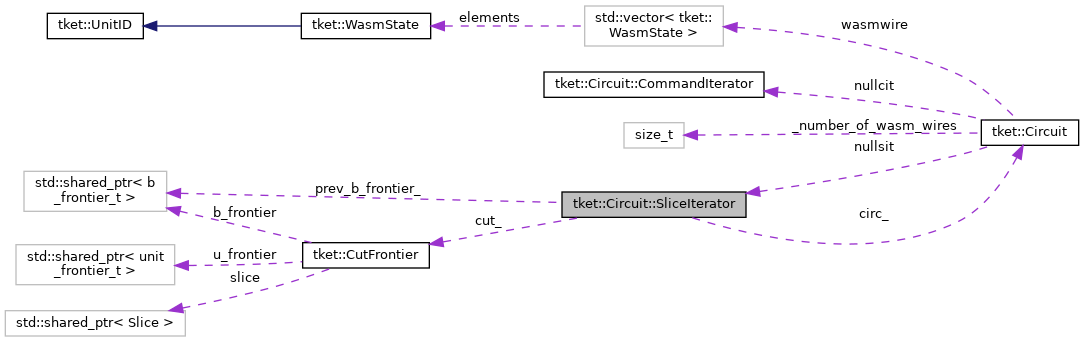 tket::UnitID
tket::WasmState
elements
std::vector< tket::
WasmState >
wasmwire
tket::Circuit::CommandIterator
nullcit
size_t
_number_of_wasm_wires
tket::Circuit
nullsit
std::shared_ptr< b
_frontier_t >
prev_b_frontier_
tket::Circuit::SliceIterator
b_frontier
cut_
circ_
std::shared_ptr< unit
_frontier_t >
u_frontier
tket::CutFrontier
slice
std::shared_ptr< Slice >